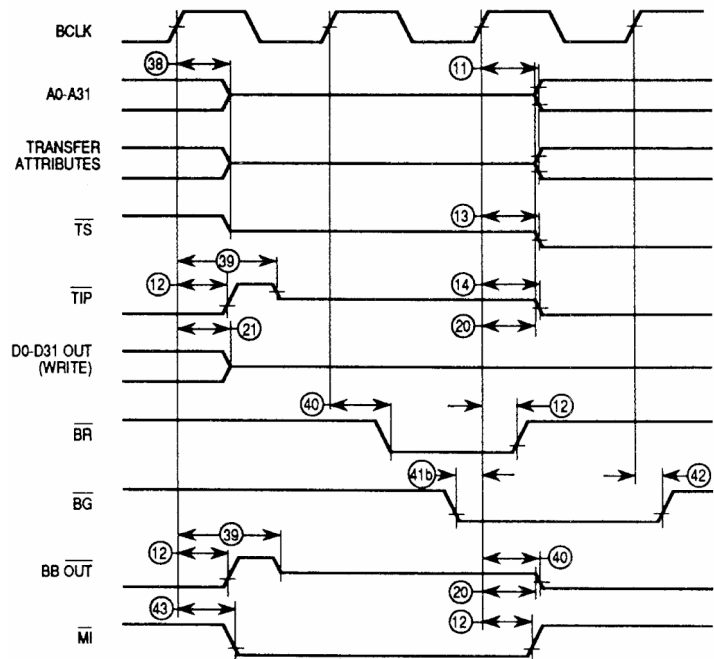 BCLK
38
11
A0-A31
TRANSFER
ATTRIBUTES
TS
13
39
12
14
TIP
21
20
D0-D31 OUT
(WRITE)
40
12
BR
41b
42
BG
39
12
40
BB OUT
43
20
12
MI